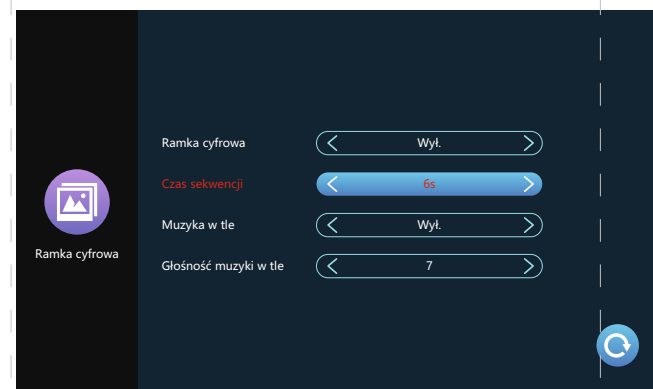 Ramka cyfrowa
Wył.
Czas sekwencji
6s
Muzyka w tle
Wył.
Głośność muzyki w tle
7
Ramka cyfrowa